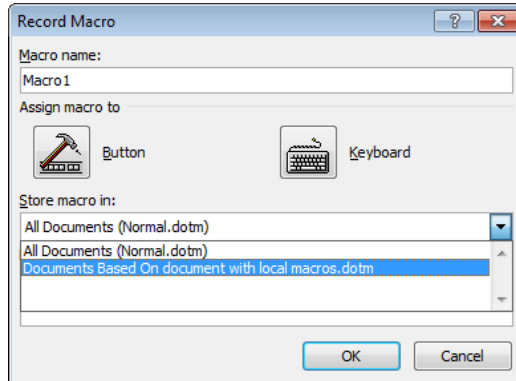 Record Macro
Macro name:
Macro1
Assign macro to
Button
Keyboard
Store macro in:
All Documents (Normal.dotm)
All Documents (Normal.dotm)
Documents Based On document with local macros.dotm
OK
Cancel